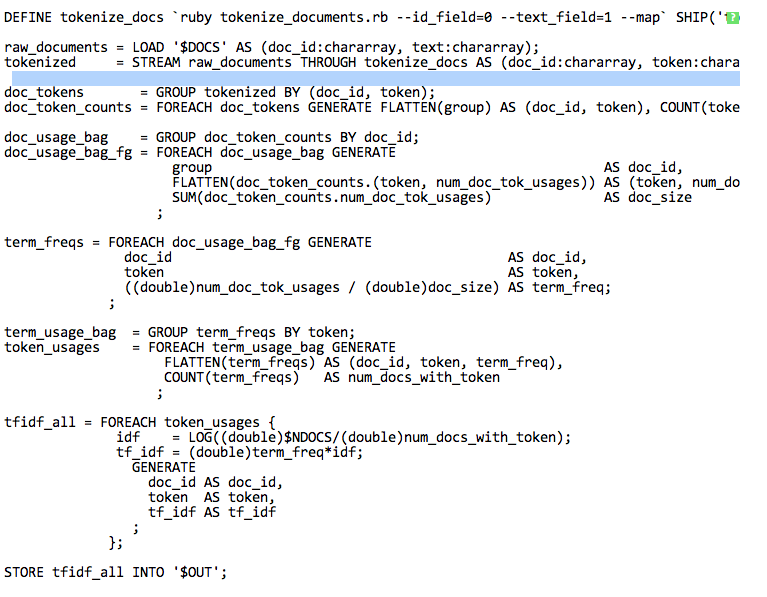 DEFINE tokenize_docs `ruby tokenize_documents.rb --id_field=0 --text_field=1 --map` SHIP('
raw_documents = LOAD '$DOCS' AS (doc_id:chararray, text:chararray);
tokenized     = STREAM raw_documents THROUGH tokenize_docs AS (doc_id:chararray, token:chara
doc_tokens       = GROUP tokenized BY (doc_id, token);
doc_token_counts = FOREACH doc_tokens GENERATE FLATTEN(group) AS (doc_id, token), COUNT(toke
doc_usage_bag    = GROUP doc_token_counts BY doc_id;
doc_usage_bag_fg = FOREACH doc_usage_bag GENERATE
group                                                 AS doc_id,
FLATTEN(doc_token_counts.(token, num_doc_tok_usages)) AS (token, num_do
SUM(doc_token_counts.num_doc_tok_usages)              AS doc_size
;
term_freqs = FOREACH doc_usage_bag_fg GENERATE
doc_id                                          AS doc_id,
token                                           AS token,
((double)num_doc_tok_usages / (double)doc_size) AS term_freq;
;
term_usage_bag  = GROUP term_freqs BY token;
token_usages    = FOREACH term_usage_bag GENERATE
FLATTEN(term_freqs) AS (doc_id, token, term_freq),
COUNT(term_freqs)   AS num_docs_with_token
;
tfidf_all = FOREACH token_usages {
idf    = LOG((double)$NDOCS/(double)num_docs_with_token);
tf_idf = (double)term_freq*idf;
GENERATE
doc_id AS doc_id,
token  AS token,
tf_idf AS tf_idf
;
};
STORE tfidf_all INTO '$OUT';